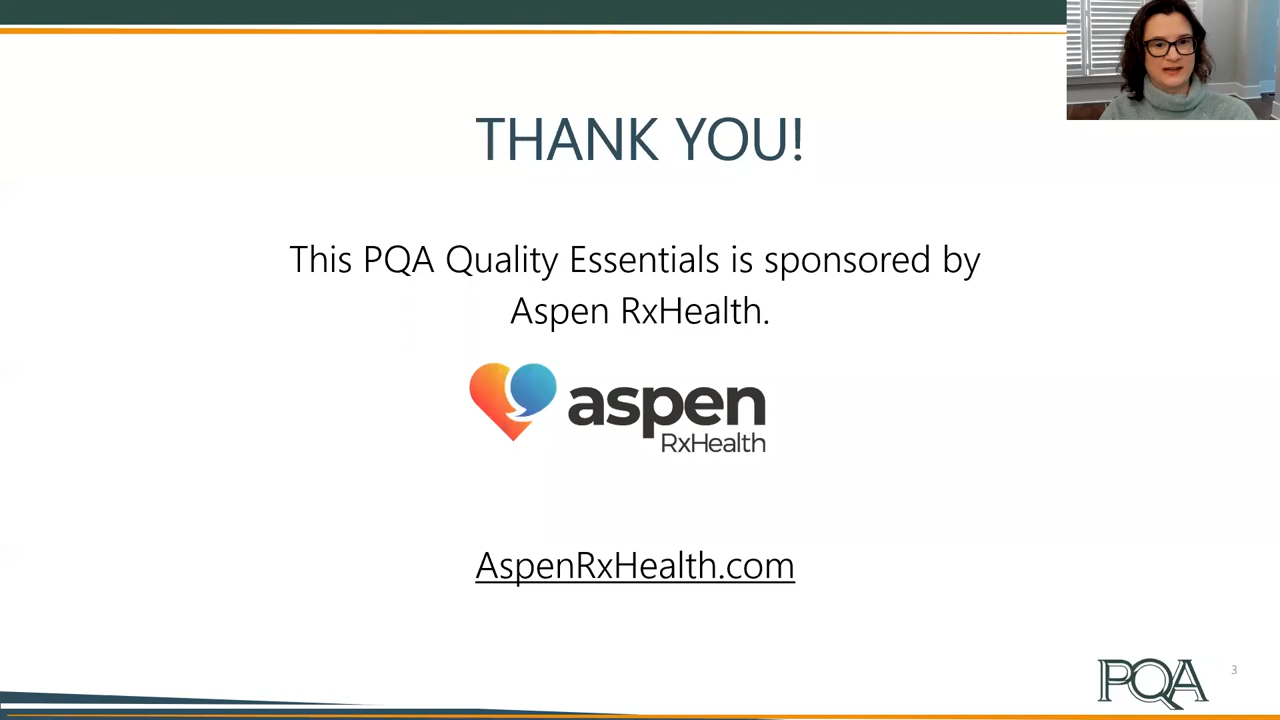 THANK YOU!
This PQA Quality Essentials is sponsored by
Aspen RxHealth.
aspen
RxHealth
AspenRxHealth.com
PQA
3